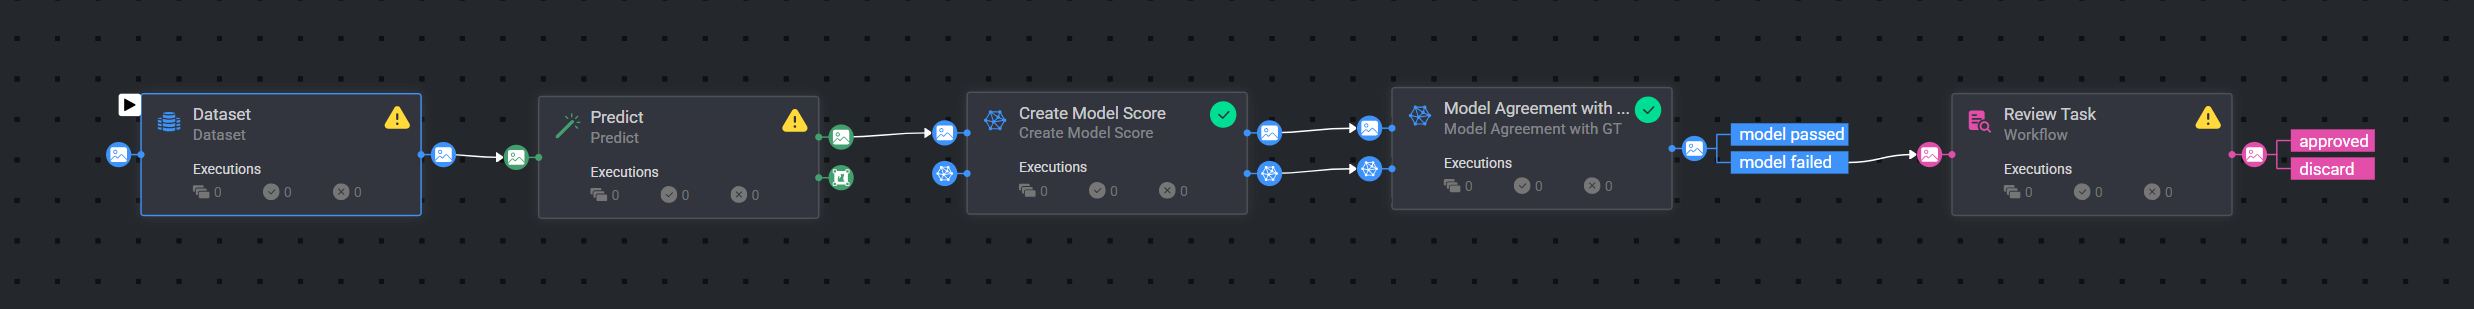 Dataset
Dataset
Executions
0 0 0
Predict
Predict
Executions
0 0 0
Create Model Score
Create Model Score
Executions
0 0 0
Model Agreement with ...
Model Agreement with GT
Executions
0 0 0
model passed
model failed
Review Task
Workflow
Executions
0 0 0
approved
discard